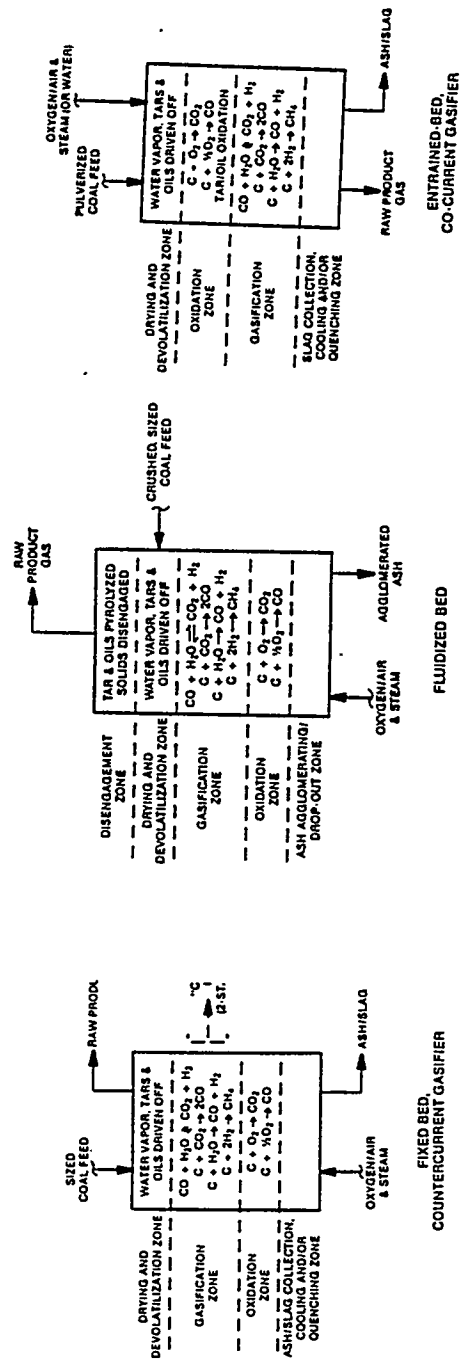 SIZED
COAL FEED
RAW PRODU
DRYING AND
DEVOLATILIZATION ZONE
WATER VAPOR, TARS &
OILS DRIVEN OFF
GASIFICATION
ZONE
CO + H₂O ⇌ CO₂ + H₂
C + CO₂ → 2CO
C + H₂O → CO + H₂
C + 2H₂ → CH₄
(2-ST.
OXIDATION
ZONE
C + O₂ → CO₂
C + ½O₂ → CO
ASH/SLAG COLLECTION,
COOLING AND/OR
QUENCHING ZONE
OXYGEN/AIR
& STEAM
ASH/SLAG
FIXED BED,
COUNTERCURRENT GASIFIER
RAW
PRODUCT
GAS
DISENGAGEMENT
ZONE
TAR & OILS PYROLYZED
SOLIDS DISENGAGED
DRYING AND
DEVOLATILIZATION ZONE
WATER VAPOR, TARS &
OILS DRIVEN OFF
CRUSHED, SIZED
COAL FEED
GASIFICATION
ZONE
CO + H₂O ⇌ CO₂ + H₂
C + CO₂ → 2CO
C + H₂O → CO + H₂
C + 2H₂ → CH₄
OXIDATION
ZONE
C + O₂ → CO₂
C + ½O₂ → CO
ASH AGGLOMERATING/
DROP-OUT ZONE
OXYGEN/AIR
& STEAM
AGGLOMERATED
ASH
FLUIDIZED BED
PULVERIZED
COAL FEED
OXYGEN/AIR &
STEAM (OR WATER)
DRYING AND
DEVOLATILIZATION ZONE
WATER VAPOR, TARS &
OILS DRIVEN OFF
OXIDATION
ZONE
C + O₂ → CO₂
C + ½O₂ → CO
TAR/OIL OXIDATION
GASIFICATION
ZONE
CO + H₂O ⇌ CO₂ + H₂
C + CO₂ → 2CO
C + H₂O → CO + H₂
C + 2H₂ → CH₄
SLAG COLLECTION,
COOLING AND/OR
QUENCHING ZONE
RAW PRODUCT
GAS
ASH/SLAG
ENTRAINED-BED,
CO-CURRENT GASIFIER